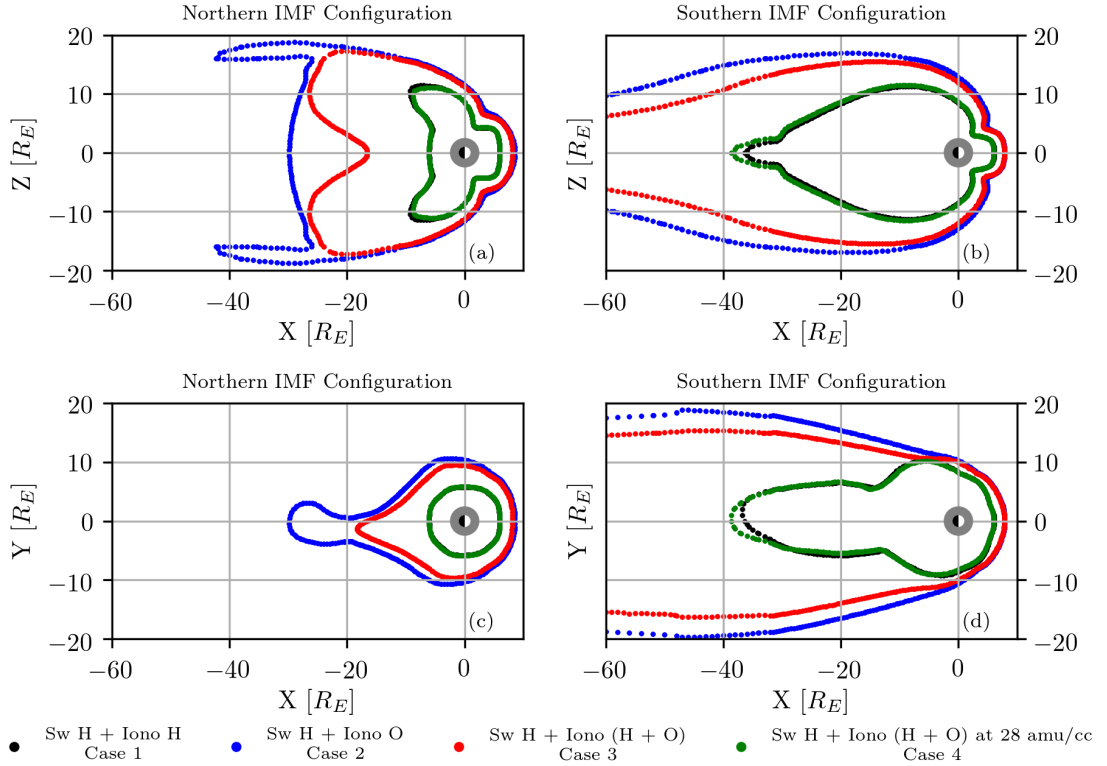 Northern IMF Configuration
Southern IMF Configuration
20
10
0
−10
−20
Z [R_E]
(a)
−60
−40
−20
0
X [R_E]
20
10
0
−10
−20
Z [R_E]
(b)
−60
−40
−20
0
X [R_E]
Northern IMF Configuration
Southern IMF Configuration
20
10
0
−10
−20
Y [R_E]
(c)
−60
−40
−20
0
X [R_E]
20
10
0
−10
−20
Y [R_E]
(d)
−60
−40
−20
0
X [R_E]
Sw H + Iono H
Case 1
Sw H + Iono O
Case 2
Sw H + Iono (H + O)
Case 3
Sw H + Iono (H + O) at 28 amu/cc
Case 4